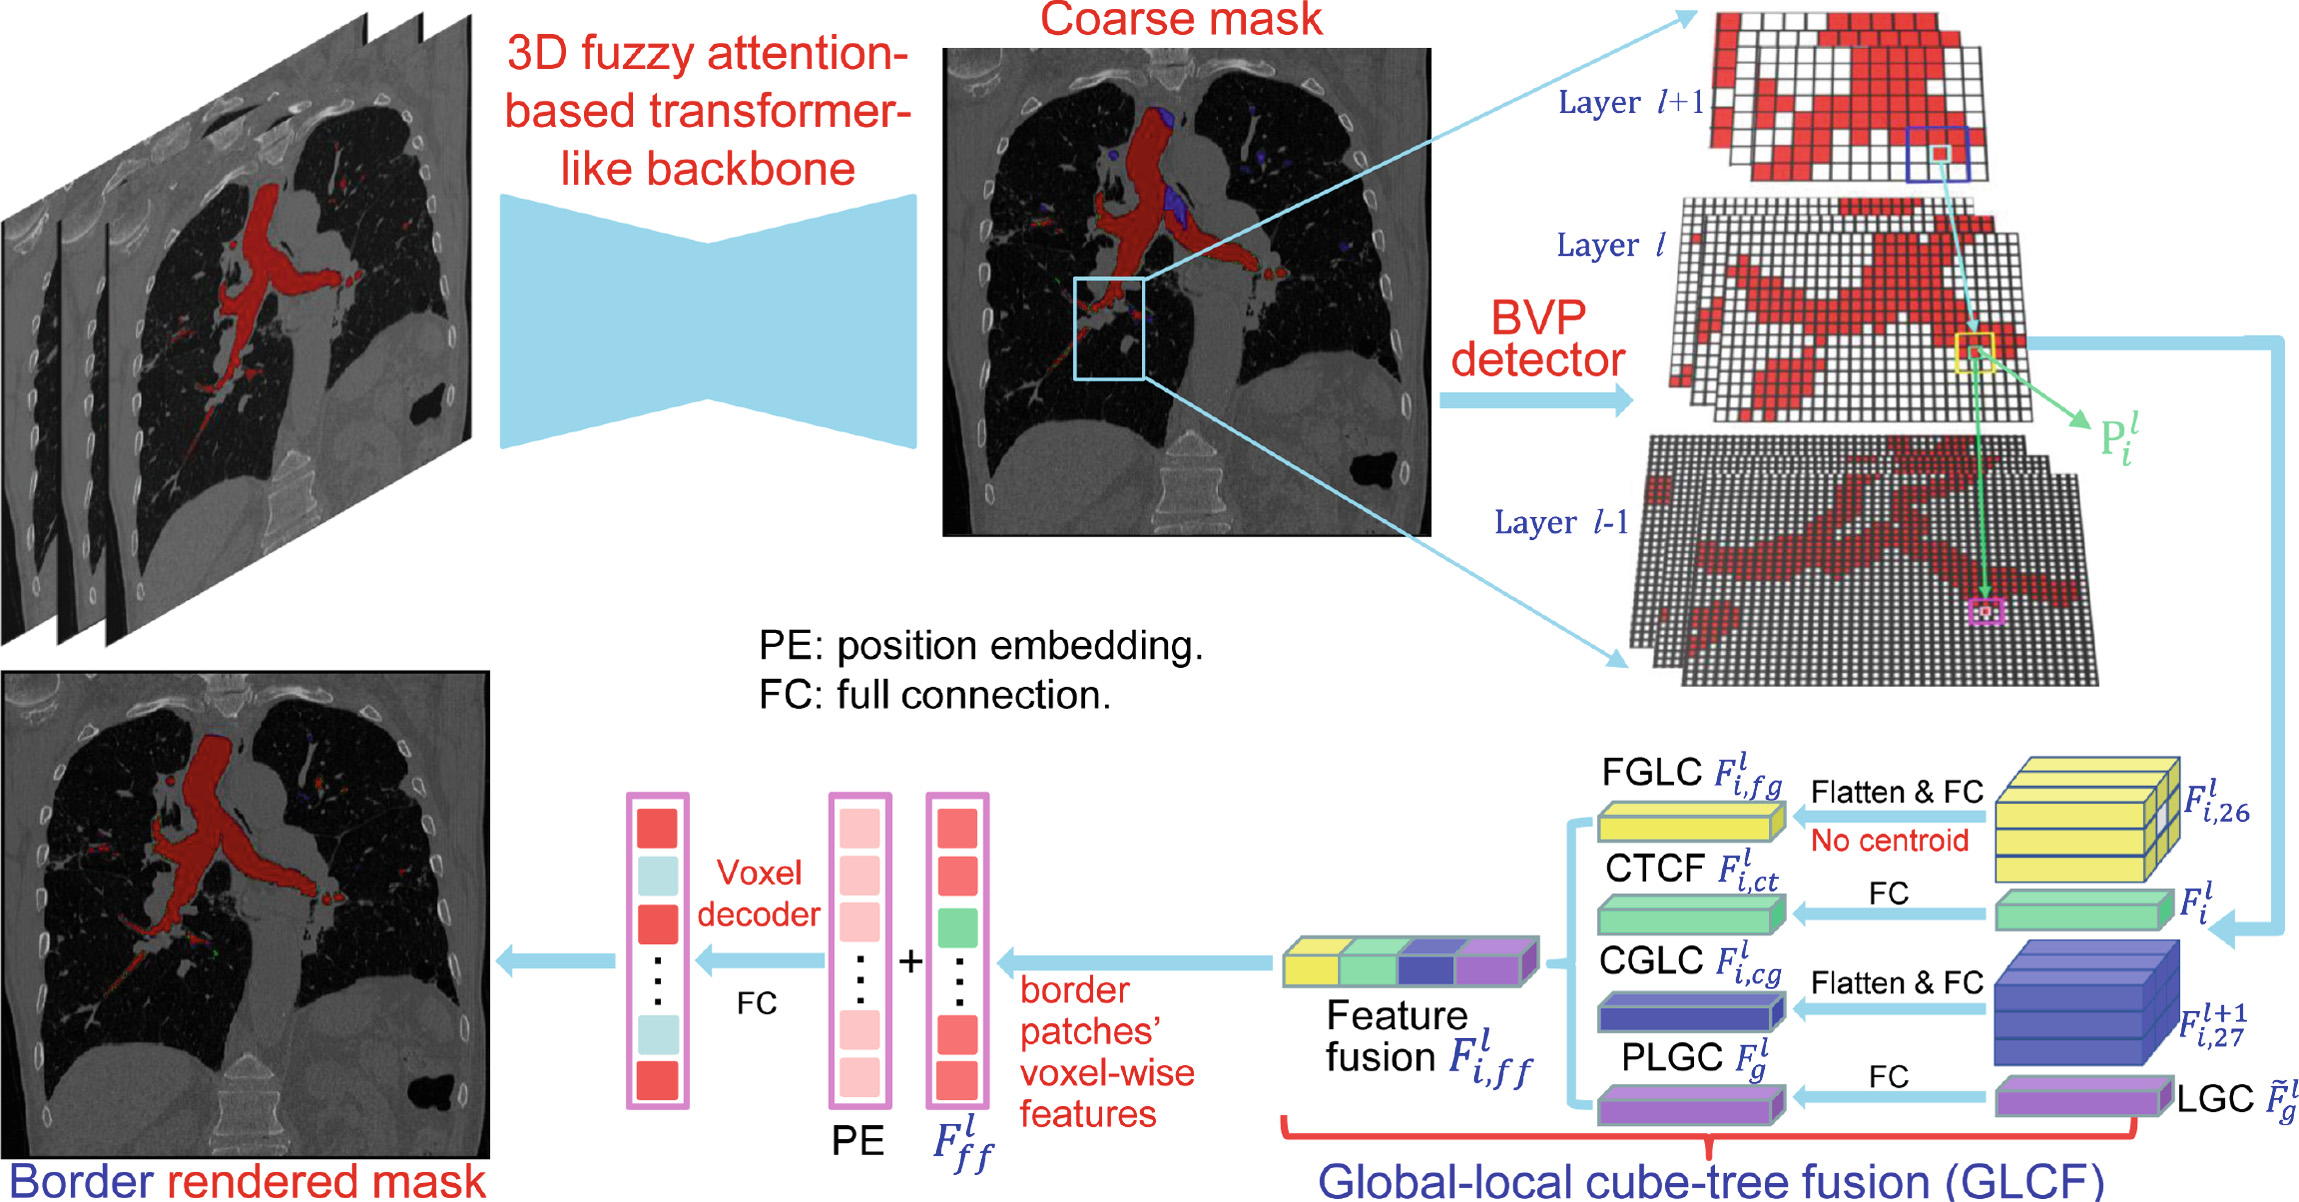 3D fuzzy attention-
based transformer-
like backbone
Coarse mask
BVP
detector
Layer l+1
Layer l
Layer l-1
P_i^l
PE: position embedding.
FC: full connection.
FGLC F_{i,fg}^l
Flatten & FC
No centroid
F_{i,26}^l
CTCF F_{i,ct}^l
FC
F_i^l
CGLC F_{i,cg}^l
Flatten & FC
F_{i,27}^{l+1}
PLGC F_g^l
FC
LGC F̃_g^l
Feature
fusion F_{i,ff}^l
border
patches’
voxel-wise
features
+
Voxel
decoder
FC
PE
F_{ff}^l
Border rendered mask
Global-local cube-tree fusion (GLCF)